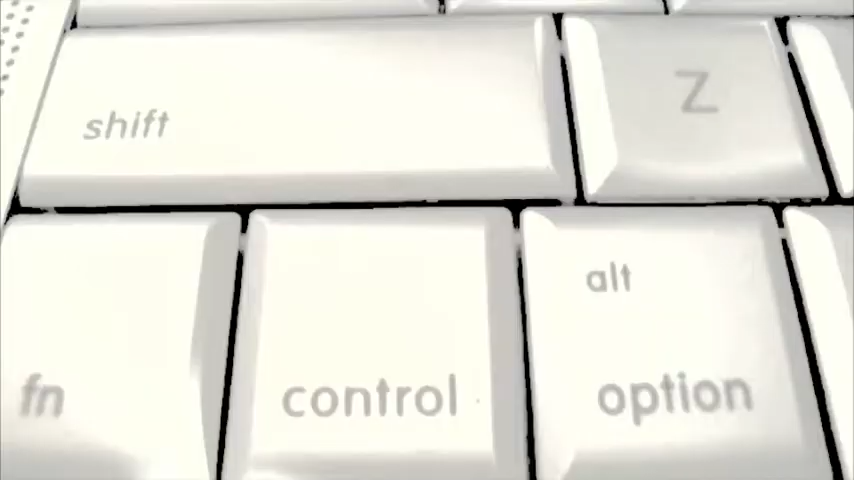 shift
Z
alt
fn
control
option